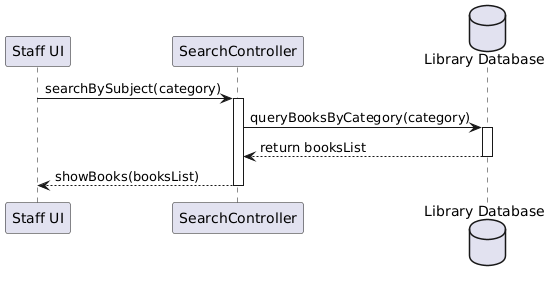 Library Database
Staff UI
SearchController
searchBySubject(category)
queryBooksByCategory(category)
return booksList
showBooks(booksList)
Staff UI
SearchController
Library Database